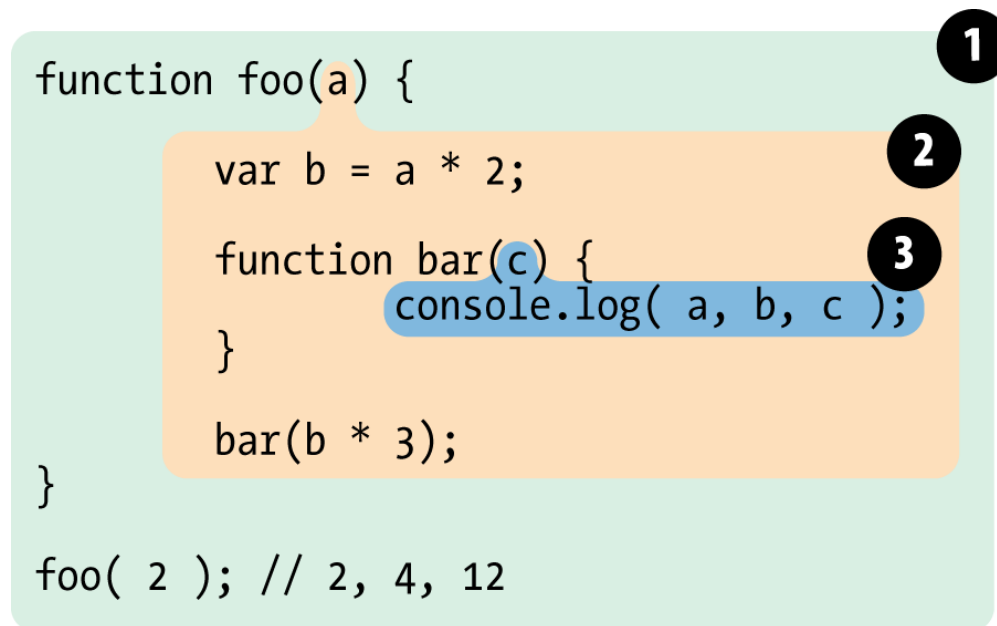 1
function foo(a) {
2
var b = a * 2;
3
function bar(c) {
console.log( a, b, c );
}
bar(b * 3);
}
foo( 2 ); // 2, 4, 12